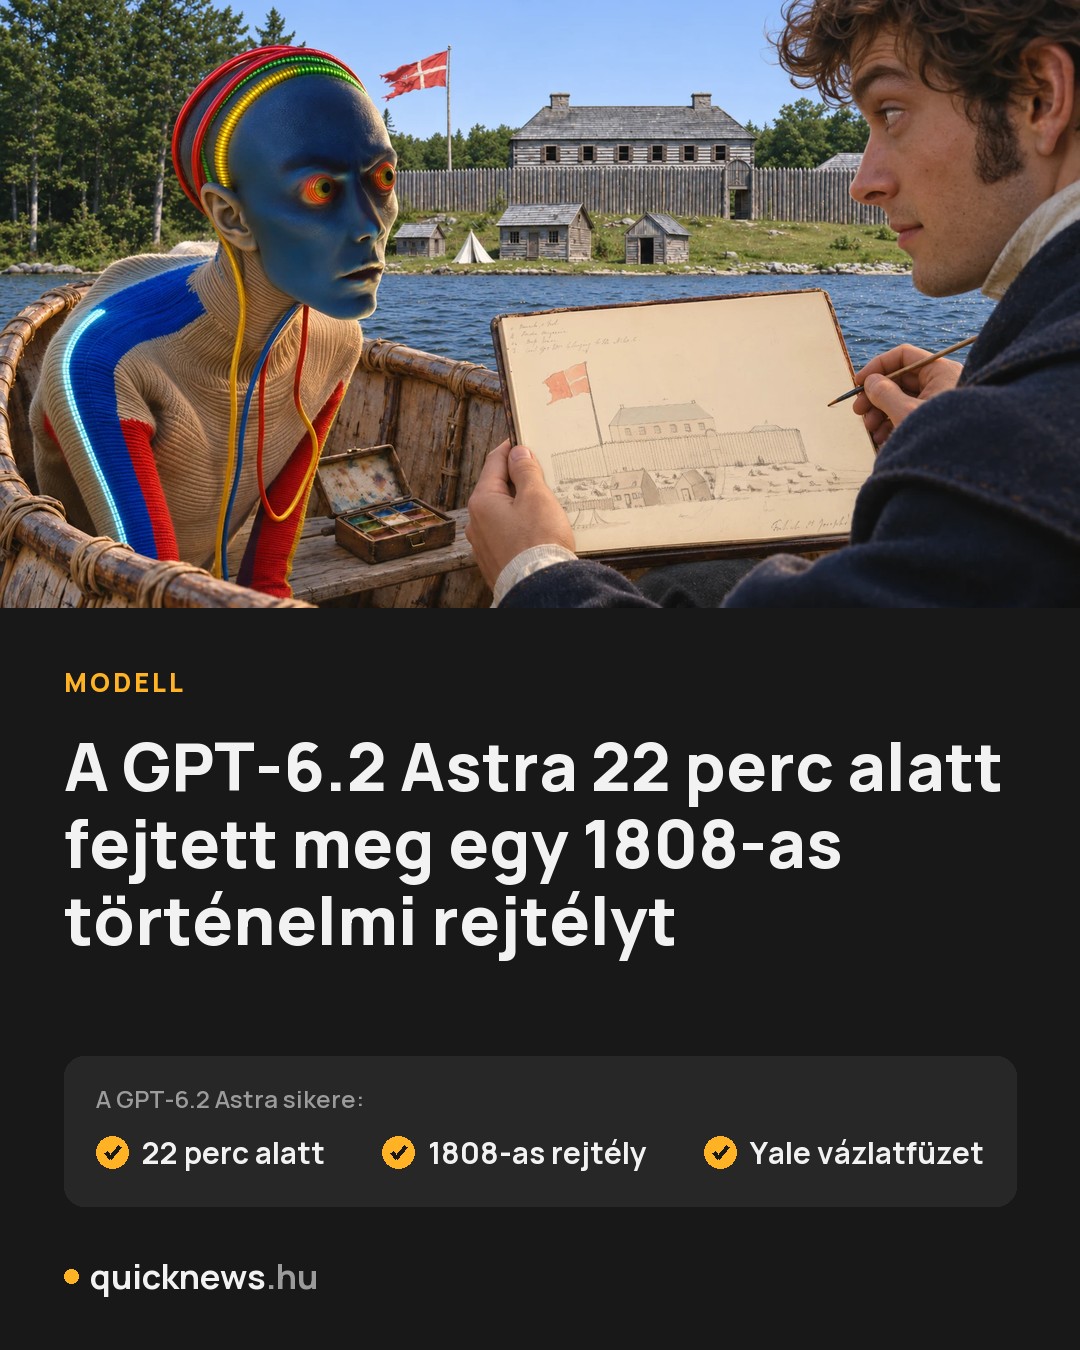 MODELL
A GPT-6.2 Astra 22 perc alatt
fejtett meg egy 1808-as
történelmi rejtélyt
A GPT-6.2 Astra sikere:
22 perc alatt
1808-as rejtély
Yale vázlatfüzet
quicknews.hu